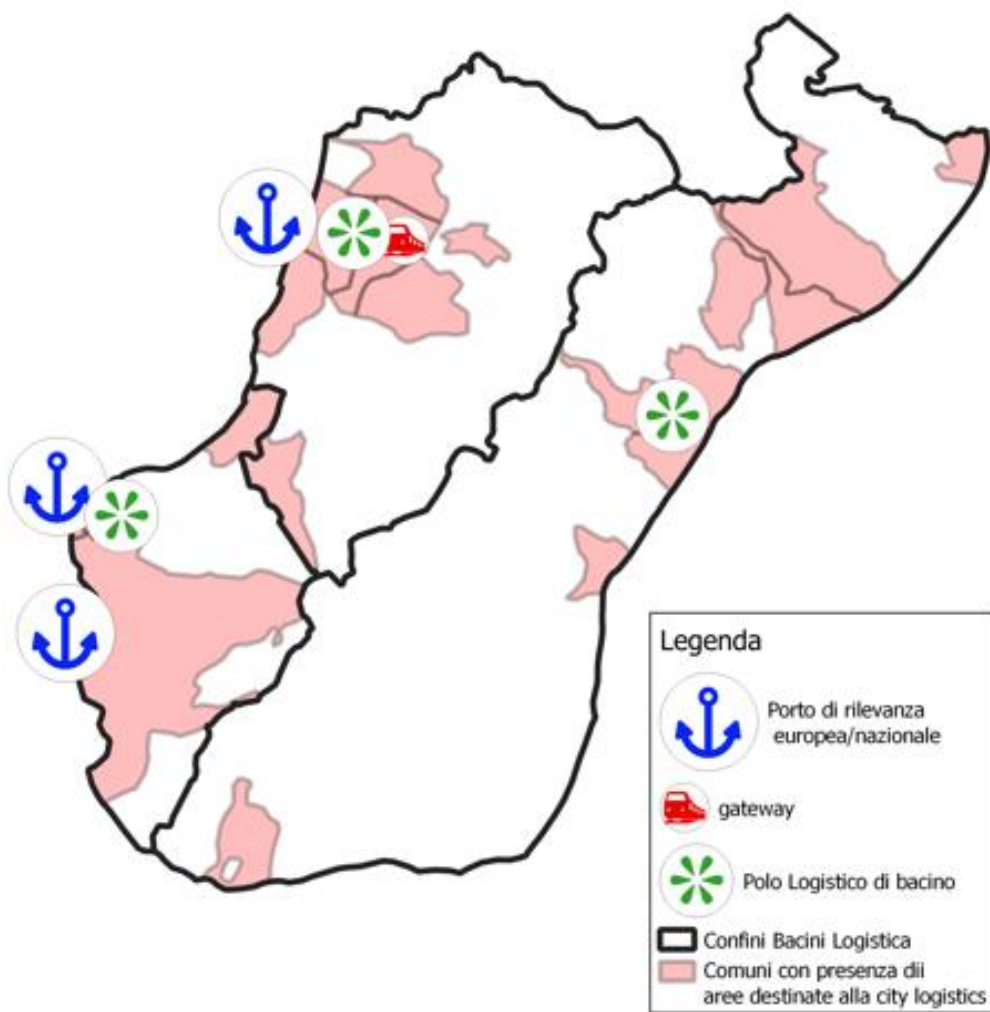 Legenda
Porto di rilevanza
europea/nazionale
gateway
Polo Logistico di bacino
Confini Bacini Logistica
Comuni con presenza dii
aree destinate alla city logistics